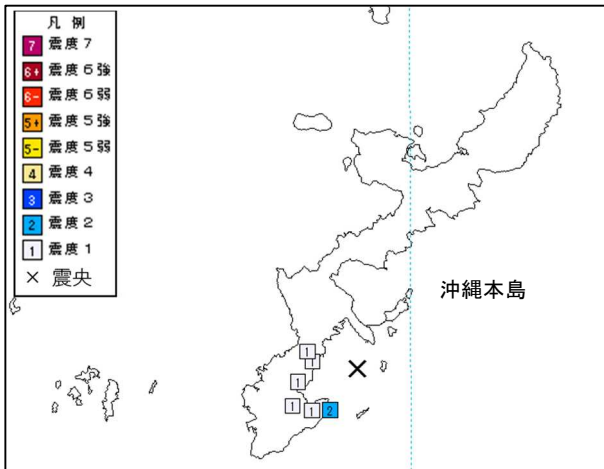 凡 例
7 震度７
6+ 震度６強
6- 震度６弱
5+ 震度５強
5- 震度５弱
4 震度４
3 震度３
2 震度２
1 震度１
× 震央
沖縄本島
1
1
1
1
1
2